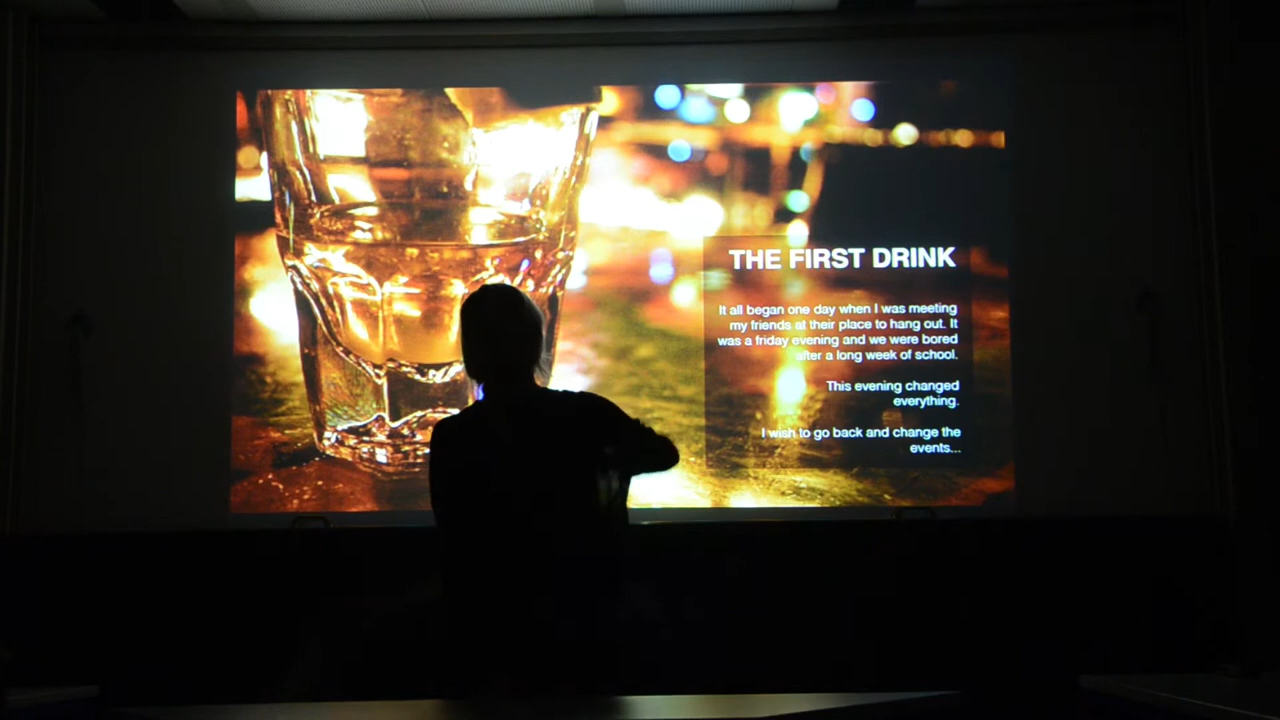 THE FIRST DRINK
It all began one day when I was meeting
my friends at their place to hang out. It
was a friday evening and we were bored
after a long week of school.
This evening changed
everything.
I wish to go back and change the
events...